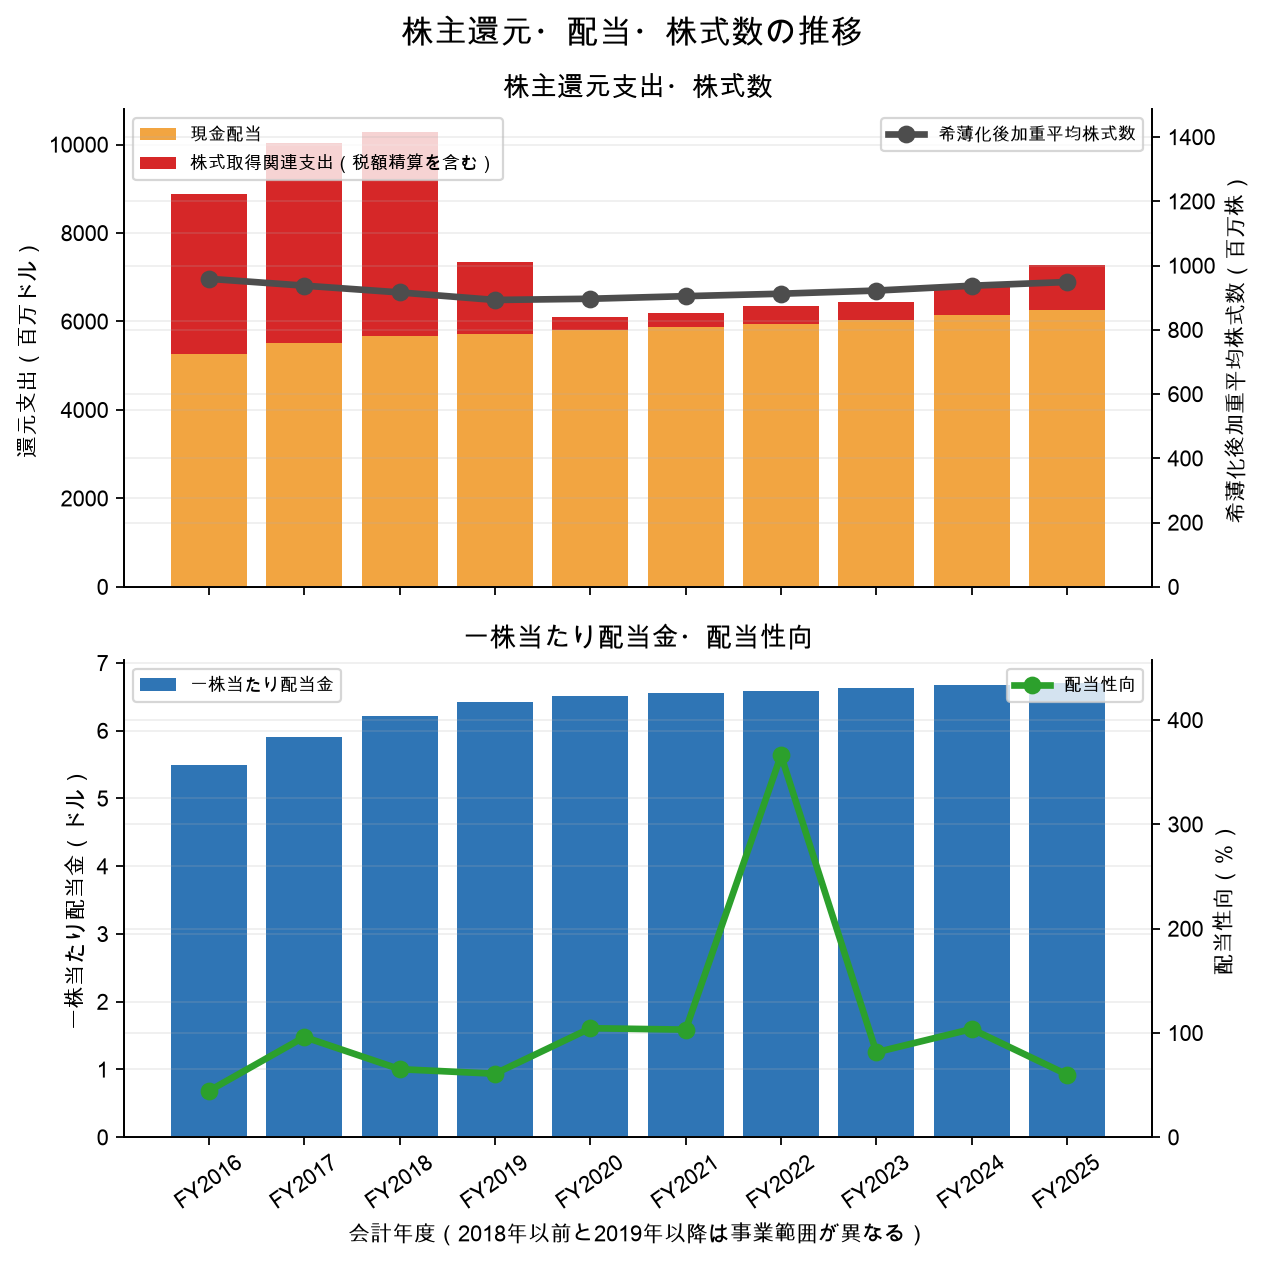 株主還元・配当・株式数の推移
株主還元支出・株式数
現金配当
株式取得関連支出(税額精算を含む)
希薄化後加重平均株式数
10000
8000
6000
4000
2000
0
還元支出(百万ドル)
1400
1200
1000
800
600
400
200
0
希薄化後加重平均株式数(百万株)
一株当たり配当金・配当性向
一株当たり配当金
配当性向
7
6
5
4
3
2
1
0
一株当たり配当金(ドル)
400
300
200
100
0
配当性向(%)
FY2016
FY2017
FY2018
FY2019
FY2020
FY2021
FY2022
FY2023
FY2024
FY2025
会計年度(2018年以前と2019年以降は事業範囲が異なる)